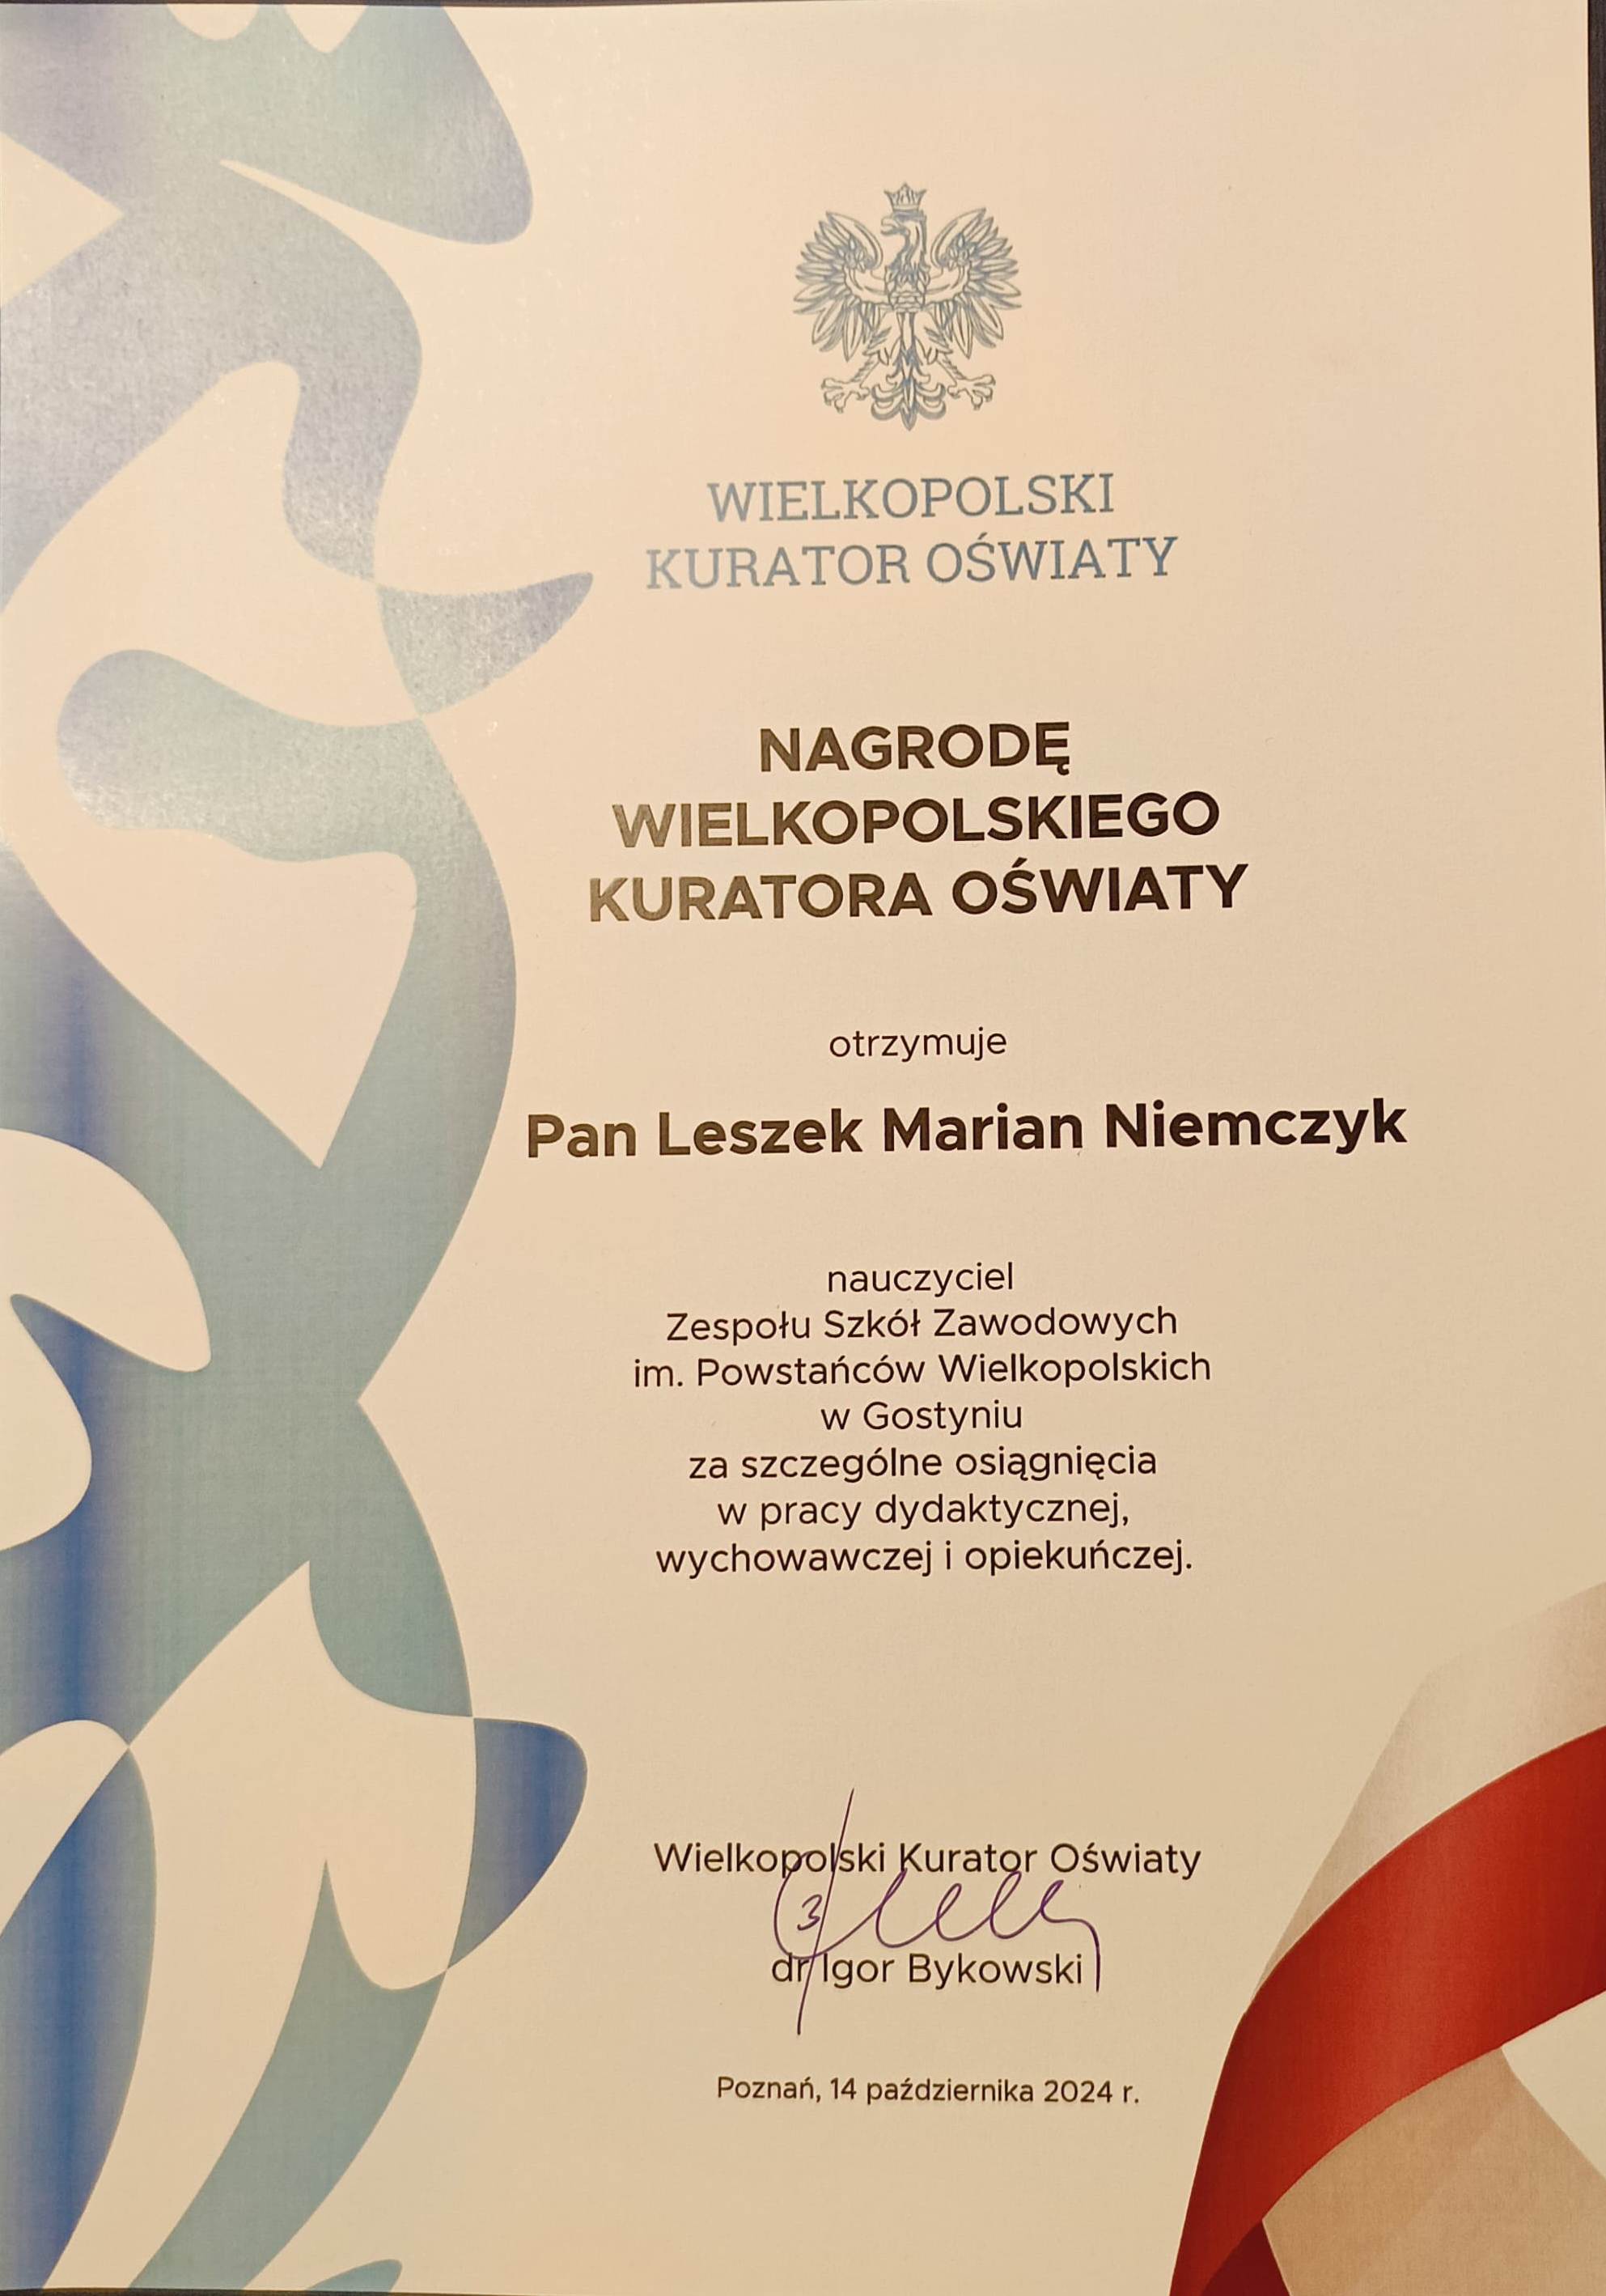 WIELKOPOLSKI
KURATOR OŚWIATY
NAGRODĘ
WIELKOPOLSKIEGO
KURATORA OŚWIATY
otrzymuje
Pan Leszek Marian Niemczyk
nauczyciel
Zespołu Szkół Zawodowych
im. Powstańców Wielkopolskich
w Gostyniu
za szczególne osiągnięcia
w pracy dydaktycznej,
wychowawczej i opiekuńczej.
Wielkopolski Kurator Oświaty
dr Igor Bykowski
Poznań, 14 października 2024 r.